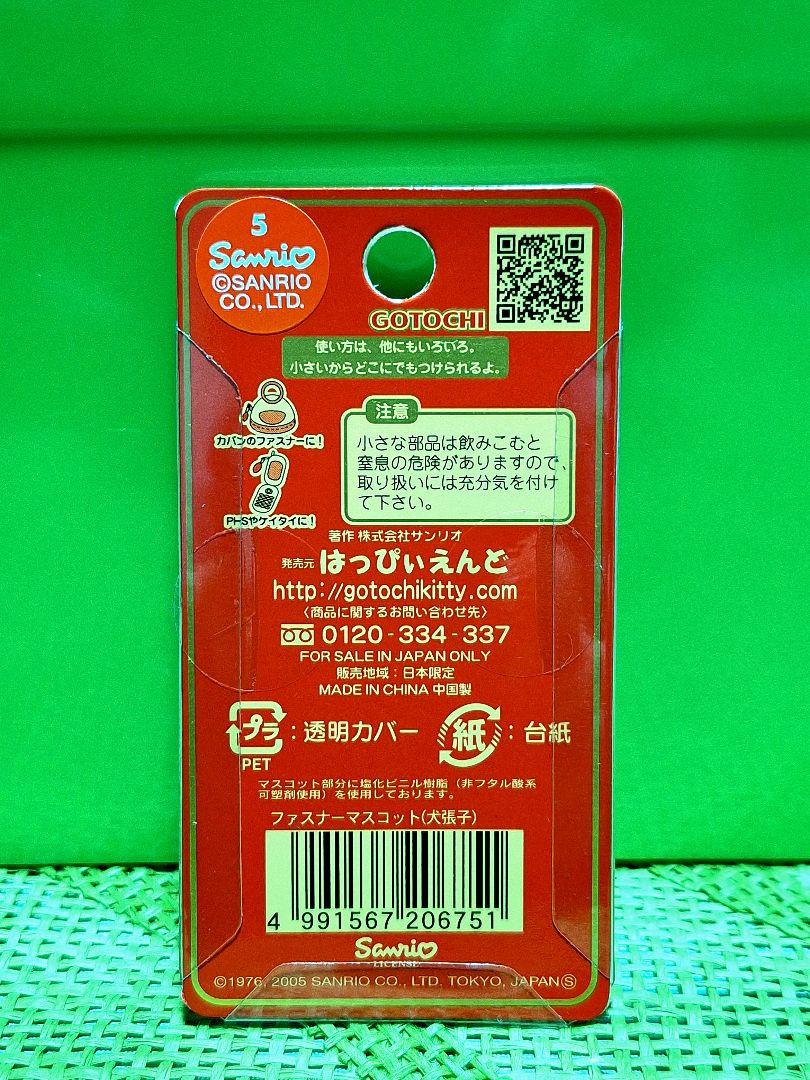 5
Sanrio
©SANRIO
CO., LTD.
GOTOCHI
使い方は、他にもいろいろ。
小さいからどこにでもつけられるよ。
カバンのファスナーに!
PHSやケイタイに!
注意
小さな部品は飲みこむと
窒息の危険がありますので、
取り扱いには充分気を付け
て下さい。
著作 株式会社サンリオ
発売元 はっぴぃえんど
http://gotochikitty.com
〈商品に関するお問い合わせ先〉
0120-334-337
FOR SALE IN JAPAN ONLY
販売地域:日本限定
MADE IN CHINA 中国製
プラ:透明カバー
PET
紙:台紙
マスコット部分に塩化ビニル樹脂(非フタル酸系
可塑剤使用)を使用しております。
ファスナーマスコット(犬張子)
4 991567 206751
Sanrio
LICENSE
©1976, 2005 SANRIO CO., LTD. TOKYO, JAPAN Ⓢ